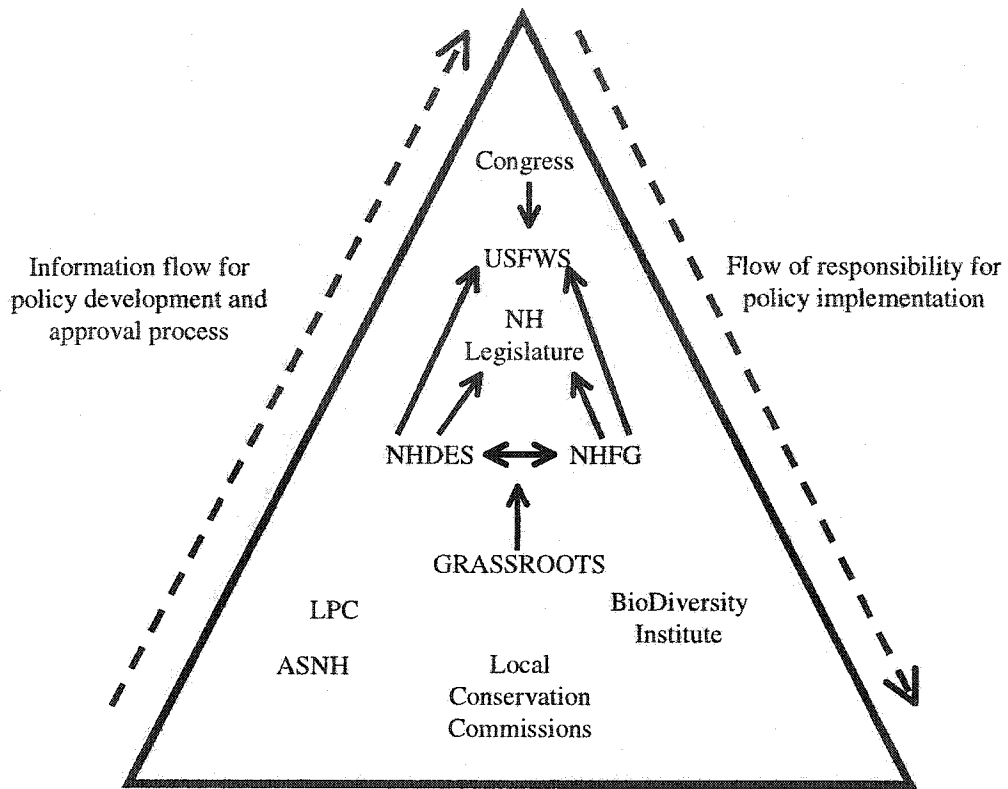 Congress
USFWS
Information flow for
policy development and
approval process
Flow of responsibility for
policy implementation
NH
Legislature
NHDES
NHFG
GRASSROOTS
LPC
BioDiversity
Institute
ASNH
Local
Conservation
Commissions